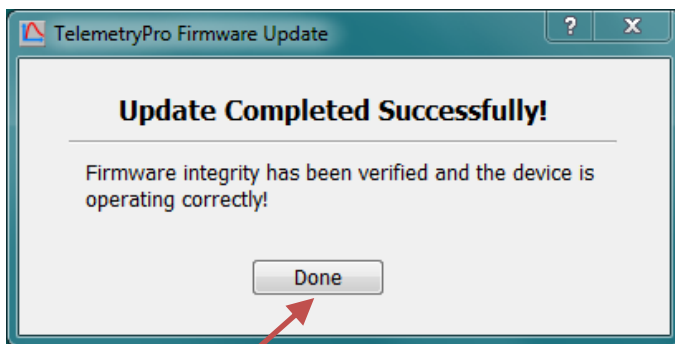 TelemetryPro Firmware Update
Update Completed Successfully!
Firmware integrity has been verified and the device is
operating correctly!
Done